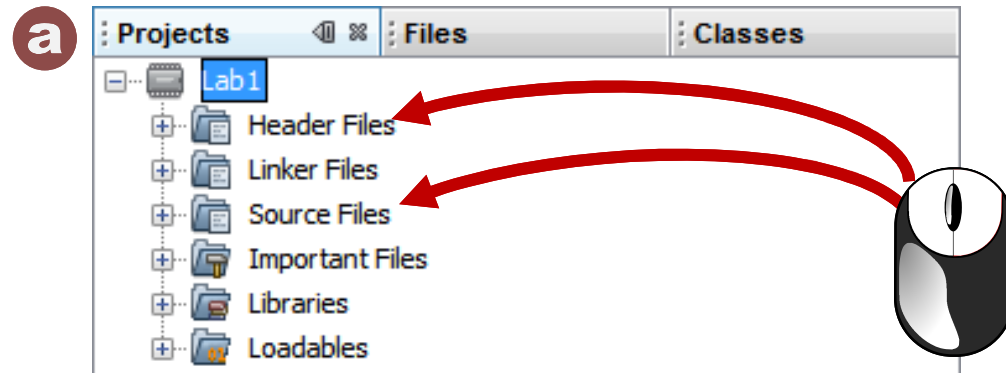 a
Projects Files Classes
Lab1
Header Files
Linker Files
Source Files
Important Files
Libraries
Loadables